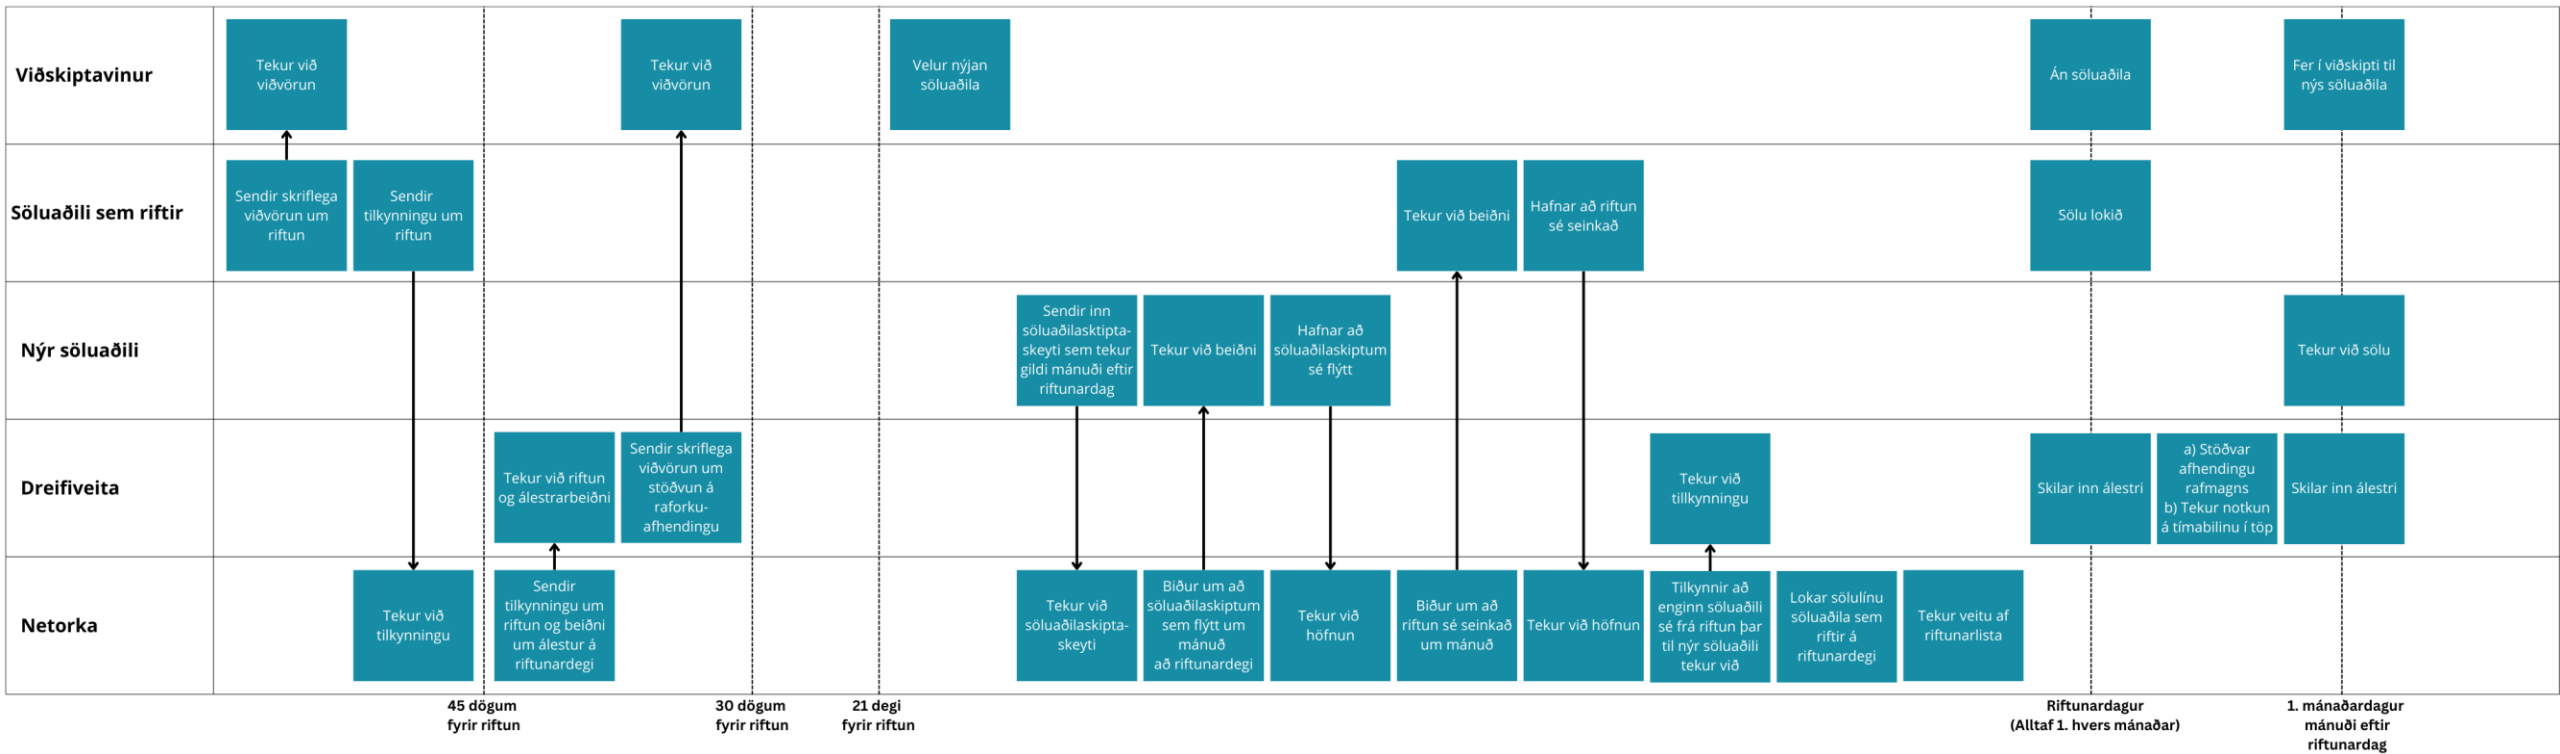 Viðskiptavinur
Tekur við
viðvörun
Tekur við
viðvörun
Velur nýjan
söluaðila
Án söluaðila
Fer í viðskipti til
nýs söluaðila
Söluaðili sem riftir
Sendir skriflega
viðvörun um
riftun
Sendir
tilkynningu um
riftun
Tekur við beiðni
Hafnar að riftun
sé seinkað
Sölu lokið
Nýr söluaðili
Sendir inn
söluaðilasktipta-
skeyti sem tekur
gildi mánuði eftir
riftunardag
Tekur við beiðni
Hafnar að
söluaðilaskiptum
sé flýtt
Tekur við sölu
Dreifiveita
Tekur við riftun
og álestrarbeiðni
Sendir skriflega
viðvörun um
stöðvun á
raforku-
afhendingu
Tekur við
tillkynningu
Skilar inn álestri
a) Stöðvar
afhendingu
rafmagns
b) Tekur notkun
á tímabilinu í töp
Skilar inn álestri
Netorka
Tekur við
tilkynningu
Sendir
tilkynningu um
riftun og beiðni
um álestur á
riftunardegi
Tekur við
söluaðilaskipta-
skeyti
Biður um að
söluaðilaskiptum
sem flýtt um
mánuð
að riftunardegi
Tekur við
höfnun
Biður um að
riftun sé seinkað
um mánuð
Tekur við höfnun
Tilkynnir að
enginn söluaðili
sé frá riftun þar
til nýr söluaðili
tekur við
Lokar sölulínu
söluaðila sem
riftir á
riftunardegi
Tekur veitu af
riftunarlista
45 dögum
fyrir riftun
30 dögum
fyrir riftun
21 degi
fyrir riftun
Riftunardagur
(Alltaf 1. hvers mánaðar)
1. mánaðardagur
mánuði eftir
riftunardag